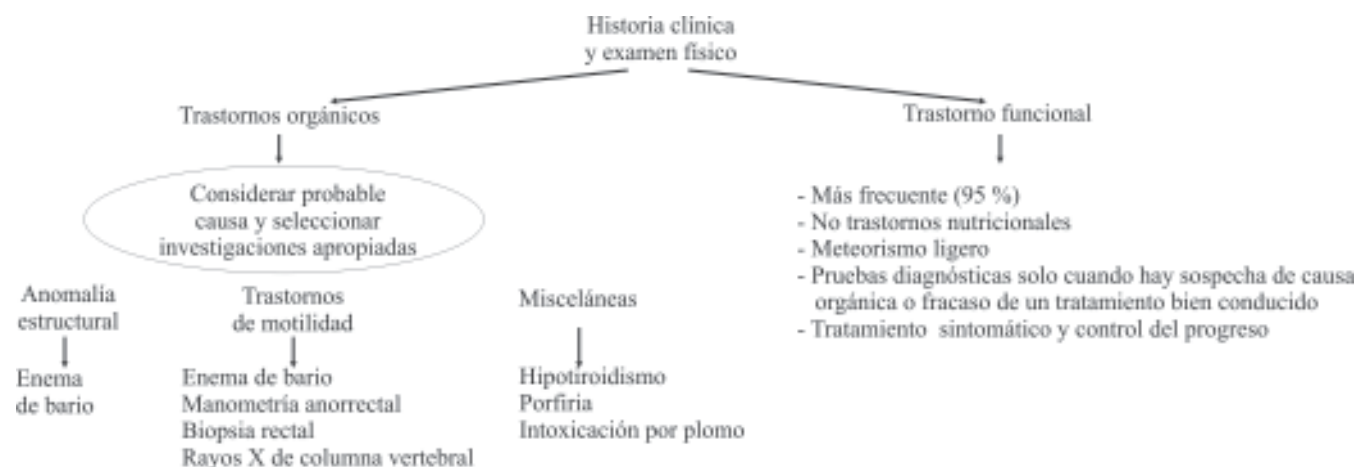 Historia clínica
y examen físico
Trastornos orgánicos
Trastorno funcional
Considerar probable
causa y seleccionar
investigaciones apropiadas
- Más frecuente (95 %)
- No trastornos nutricionales
- Meteorismo ligero
- Pruebas diagnósticas solo cuando hay sospecha de causa
orgánica o fracaso de un tratamiento bien conducido
- Tratamiento sintomático y control del progreso
Anomalía
estructural
Enema
de bario
Trastornos
de motilidad
Enema de bario
Manometría anorrectal
Biopsia rectal
Rayos X de columna vertebral
Misceláneas
Hipotiroidismo
Porfiria
Intoxicación por plomo